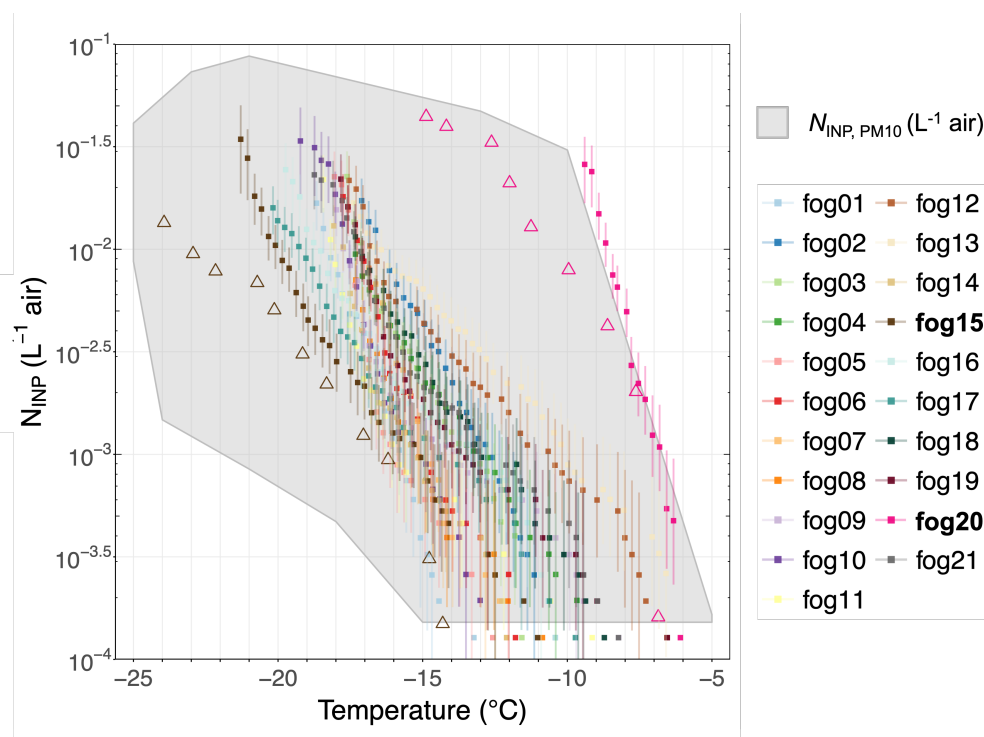 10⁻¹
10⁻¹·⁵
10⁻²
10⁻²·⁵
10⁻³
10⁻³·⁵
10⁻⁴
N_INP (L⁻¹ air)
−25 −20 −15 −10 −5
Temperature (°C)
N_INP, PM10 (L⁻¹ air)
fog01 fog12
fog02 fog13
fog03 fog14
fog04 fog15
fog05 fog16
fog06 fog17
fog07 fog18
fog08 fog19
fog09 fog20
fog10 fog21
fog11